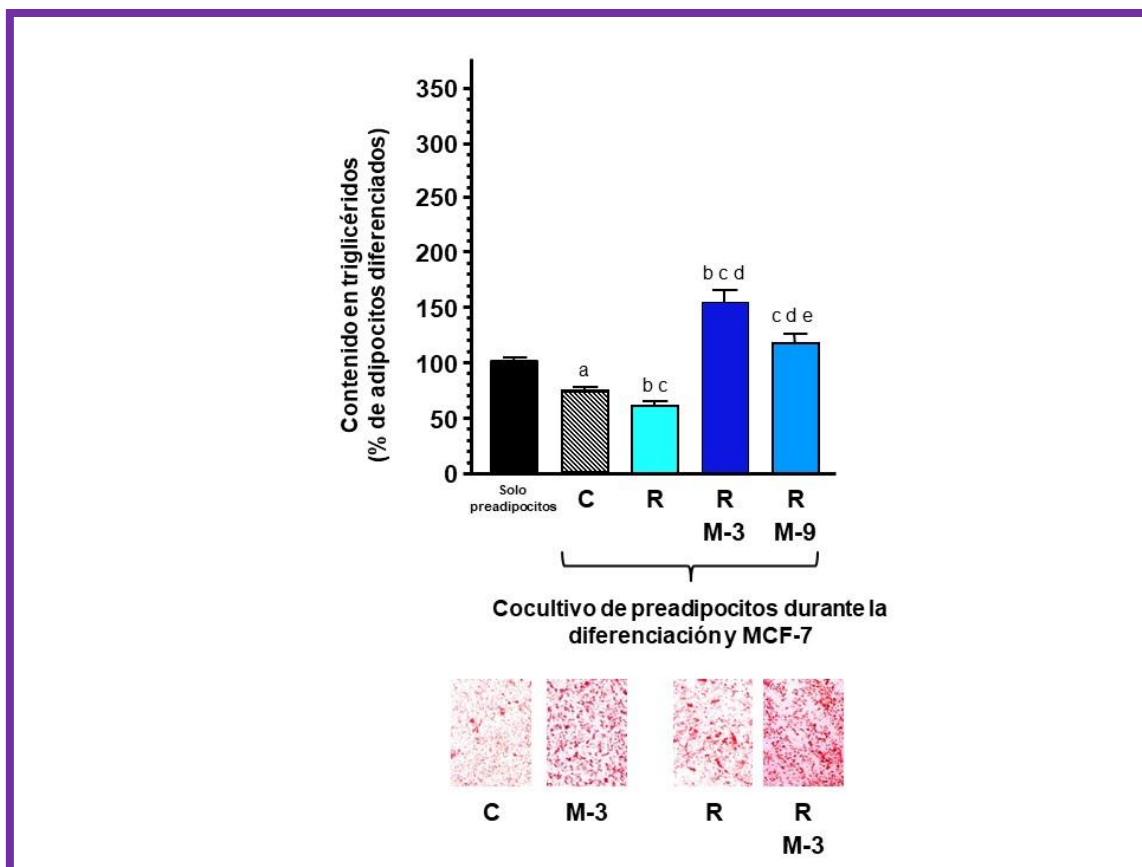 Contenido en triglicéridos
(% de adipocitos diferenciados)
350
300
250
200
150
100
50
0
a
b c
b c d
c d e
Solo
preadipocitos
C
R
R
M-3
R
M-9
Cocultivo de preadipocitos durante la
diferenciación y MCF-7
C
M-3
R
R
M-3